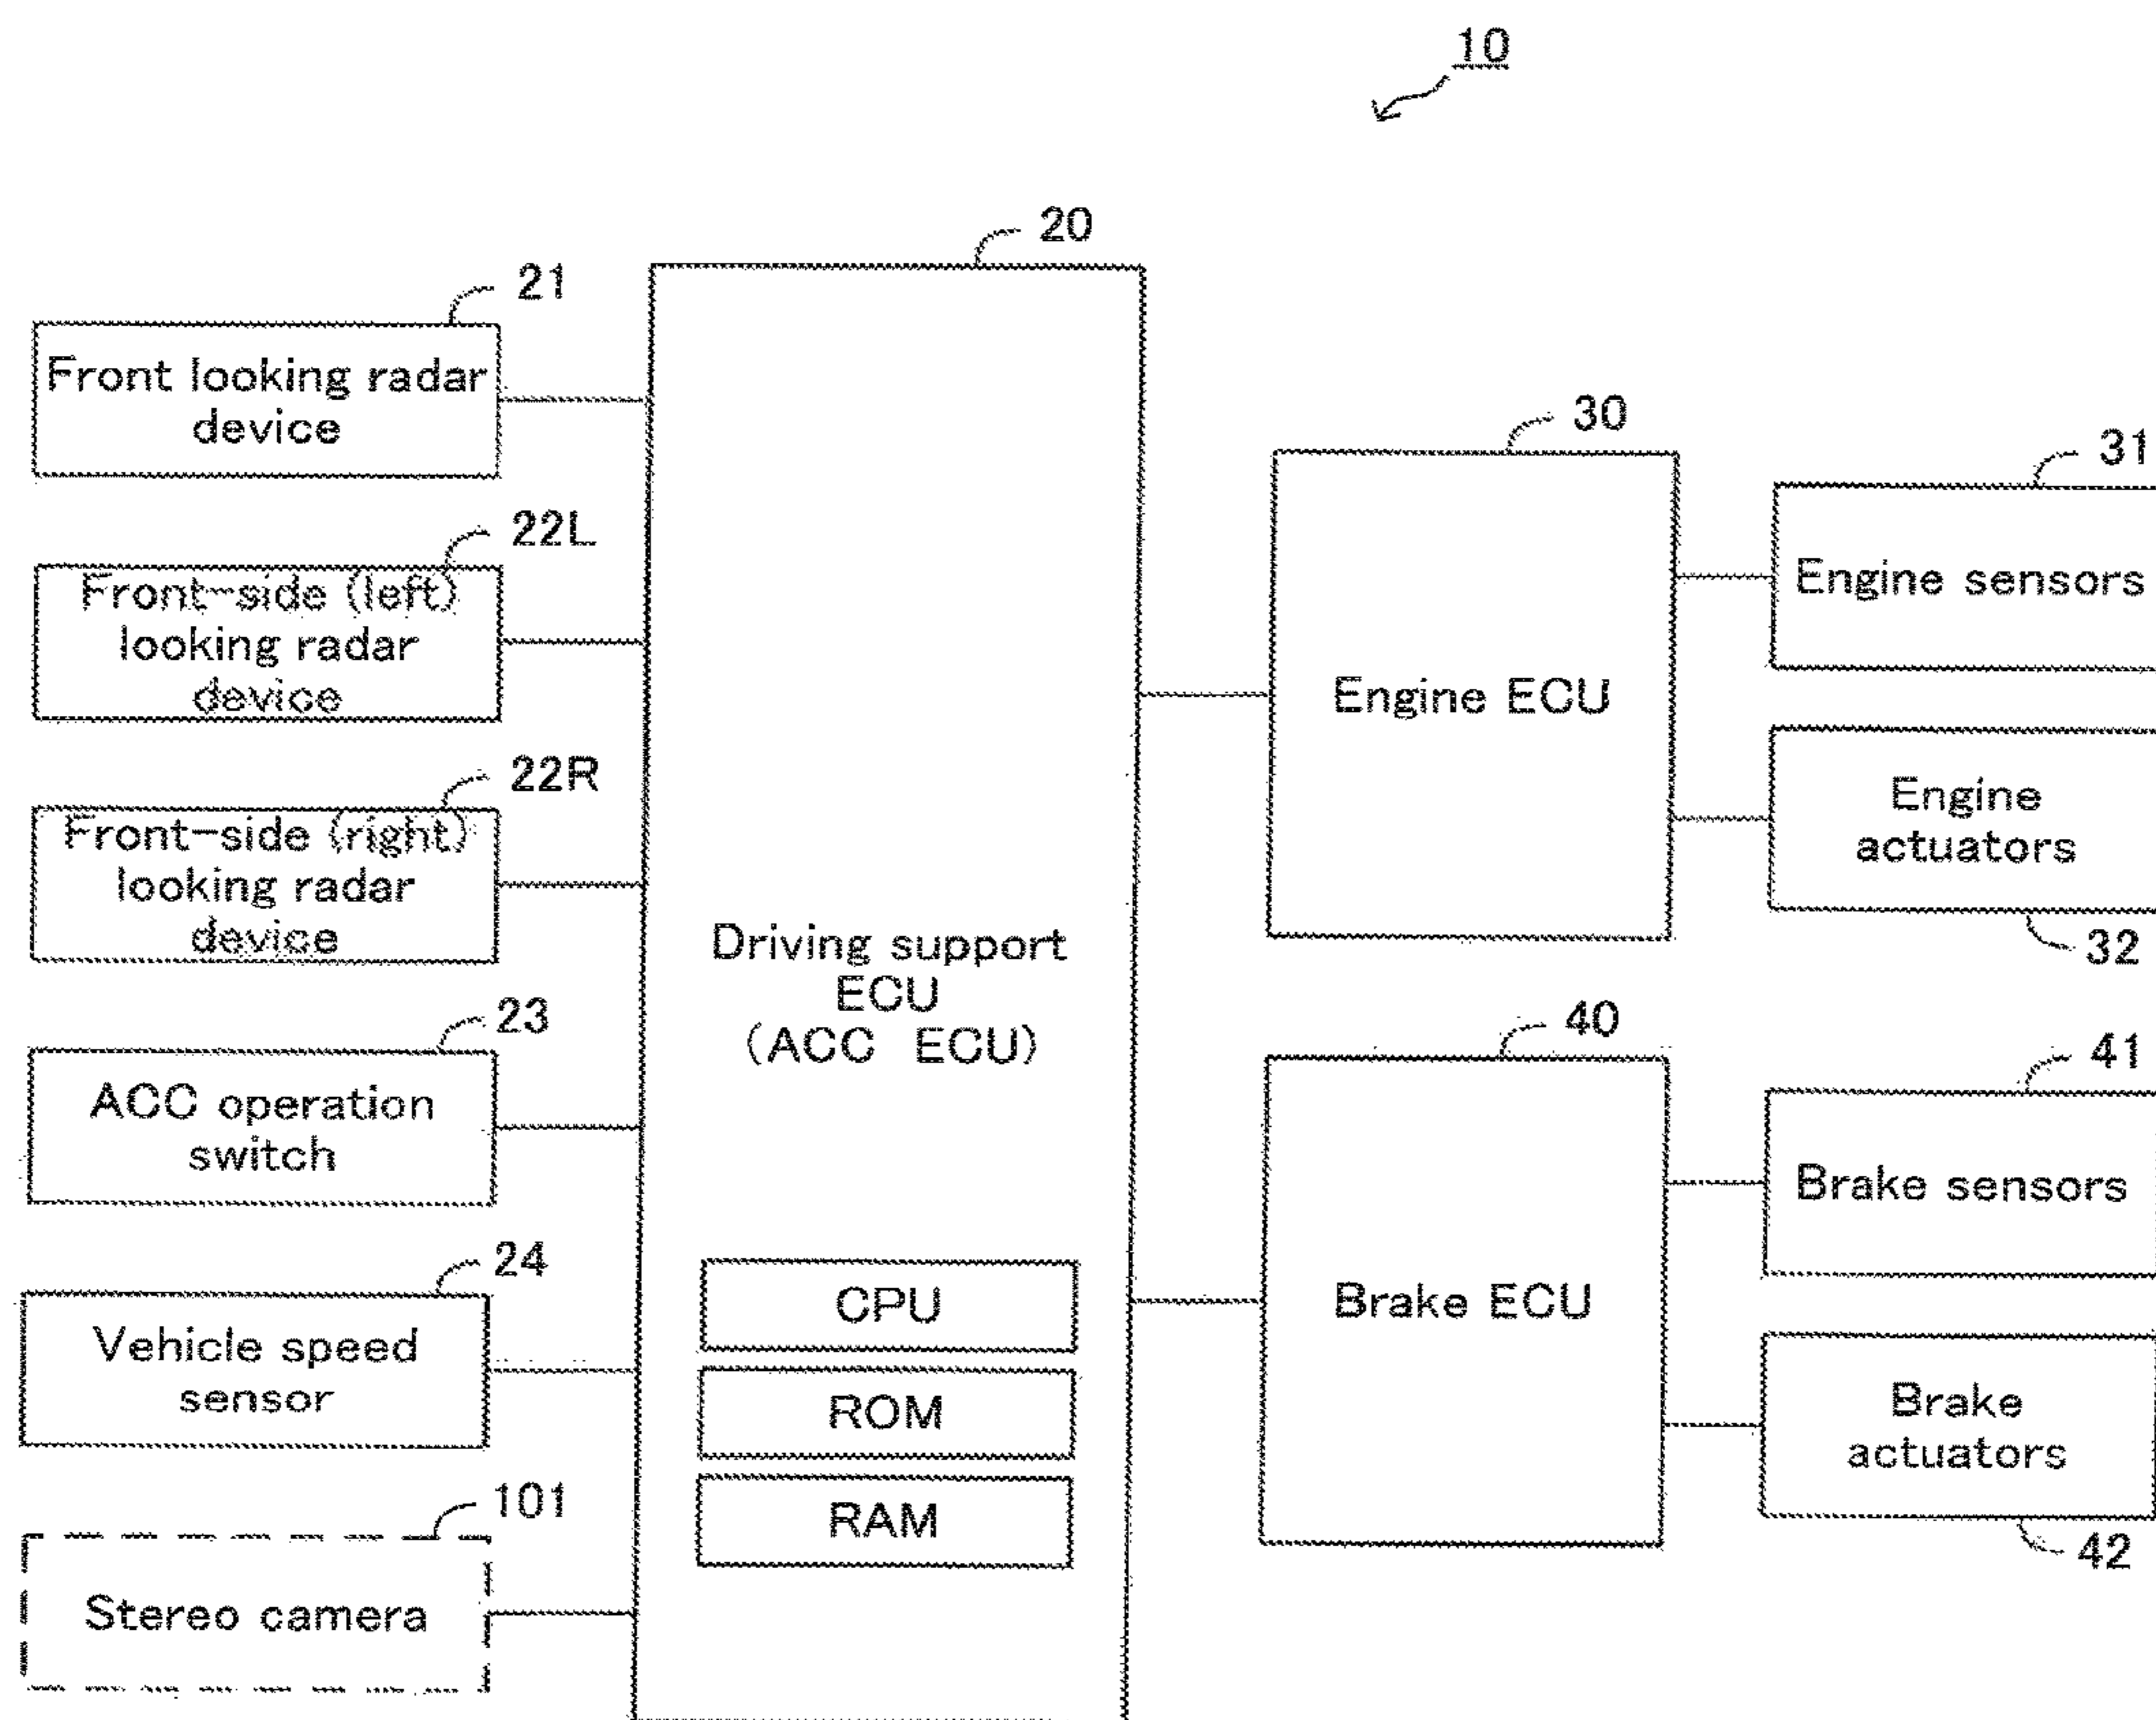 10
20
21
Front looking radar
device
22L
Front-side (left)
looking radar
device
22R
Front-side (right)
looking radar
device
23
ACC operation
switch
24
Vehicle speed
sensor
101
Stereo camera
Driving support
ECU
(ACC ECU)
CPU
ROM
RAM
30
Engine ECU
31
Engine sensors
Engine
actuators
32
40
Brake ECU
41
Brake sensors
Brake
actuators
42